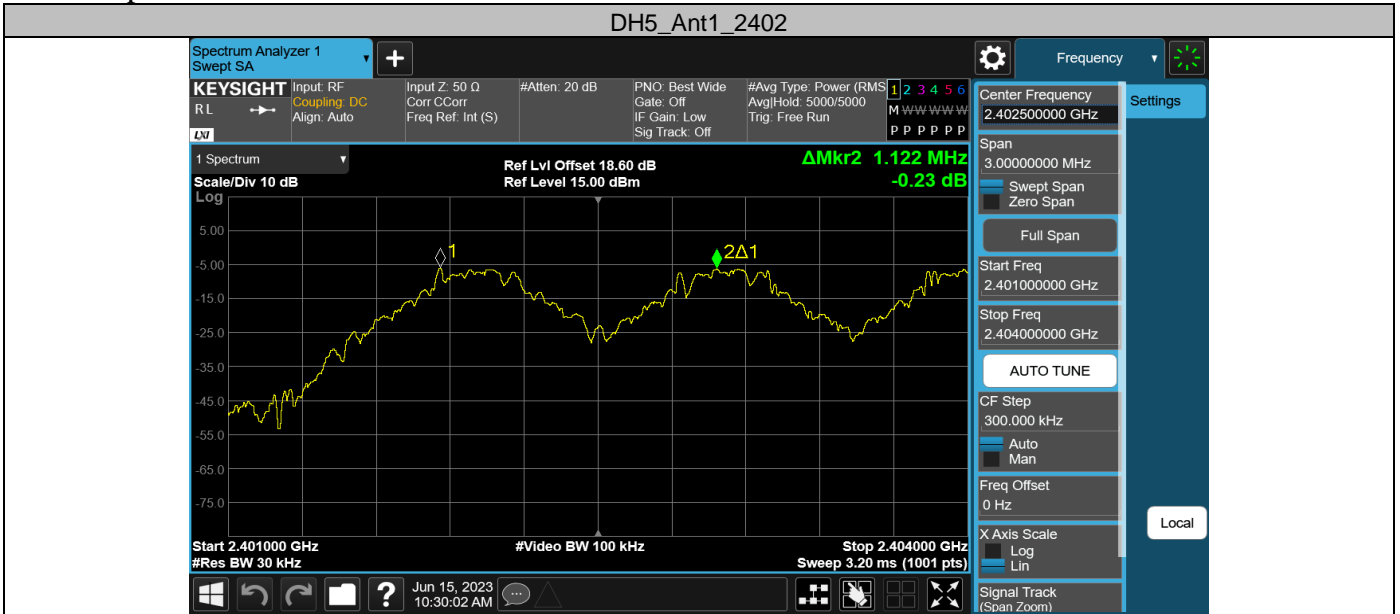 DH5_Ant1_2402
Spectrum Analyzer 1
Swept SA
Frequency
KEYSIGHT
RL
LXI
Input: RF
Coupling: DC
Align: Auto
Input Z: 50 Ω
Corr CCorr
Freq Ref: Int (S)
#Atten: 20 dB
PNO: Best Wide
Gate: Off
IF Gain: Low
Sig Track: Off
#Avg Type: Power (RMS
Avg|Hold: 5000/5000
Trig: Free Run
1 2 3 4 5 6
M W W W W W
P P P P P P
1 Spectrum
Scale/Div 10 dB
Log
Ref Lvl Offset 18.60 dB
Ref Level 15.00 dBm
ΔMkr2 1.122 MHz
-0.23 dB
5.00
-5.00
-15.0
-25.0
-35.0
-45.0
-55.0
-65.0
-75.0
1
2Δ1
Start 2.401000 GHz
#Res BW 30 kHz
#Video BW 100 kHz
Stop 2.404000 GHz
Sweep 3.20 ms (1001 pts)
Center Frequency
2.402500000 GHz
Span
3.00000000 MHz
Swept Span
Zero Span
Full Span
Start Freq
2.401000000 GHz
Stop Freq
2.404000000 GHz
AUTO TUNE
CF Step
300.000 kHz
Auto
Man
Freq Offset
0 Hz
X Axis Scale
Log
Lin
Signal Track
(Span Zoom)
Settings
Local
?
Jun 15, 2023
10:30:02 AM